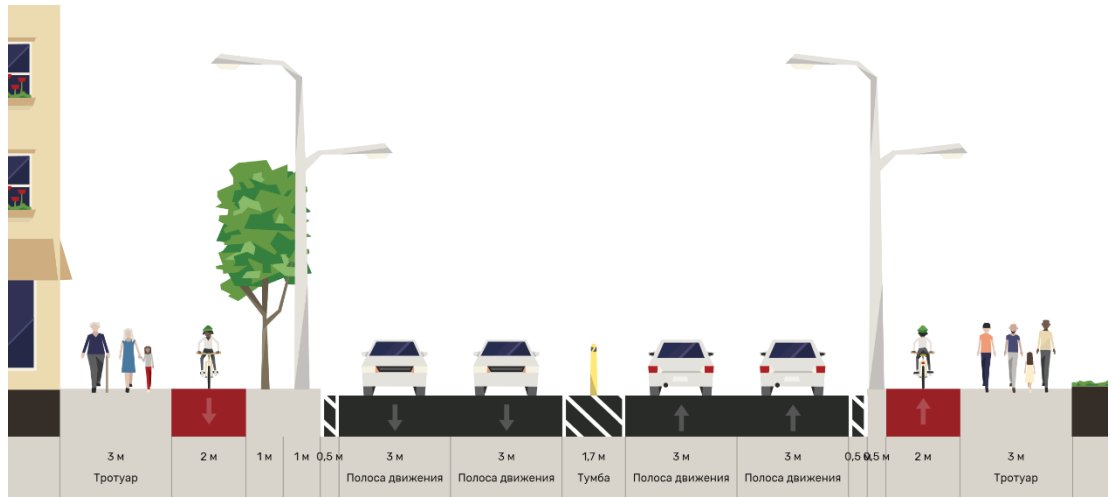 3 м
Тротуар
2 м
1 м
1 м
0,5 м
3 м
Полоса движения
3 м
Полоса движения
1,7 м
Тумба
3 м
Полоса движения
3 м
Полоса движения
0,5 м
0,5 м
2 м
3 м
Тротуар